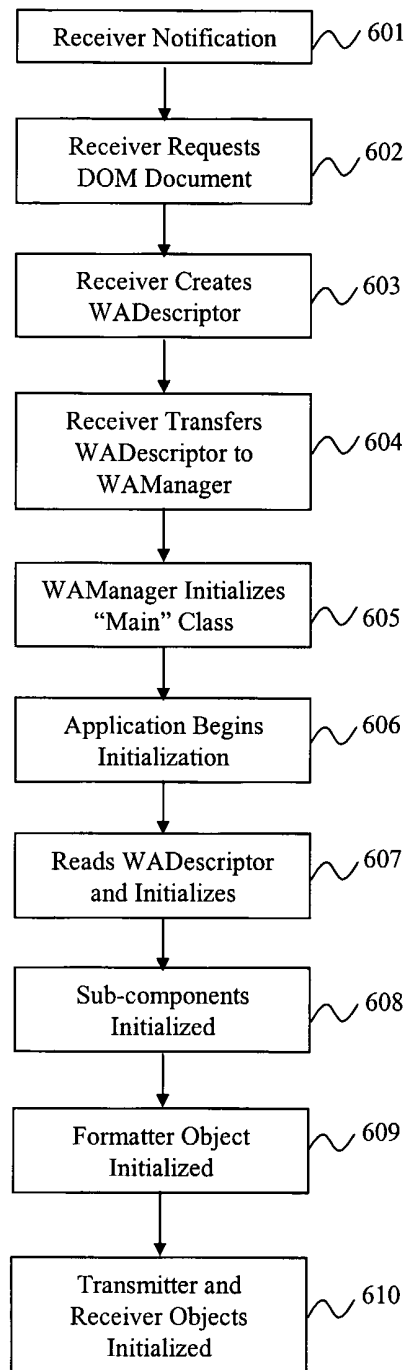 Receiver Notification
601
Receiver Requests
DOM Document
602
Receiver Creates
WADescriptor
603
Receiver Transfers
WADescriptor to
WAManager
604
WAManager Initializes
“Main” Class
605
Application Begins
Initialization
606
Reads WADescriptor
and Initializes
607
Sub-components
Initialized
608
Formatter Object
Initialized
609
Transmitter and
Receiver Objects
Initialized
610